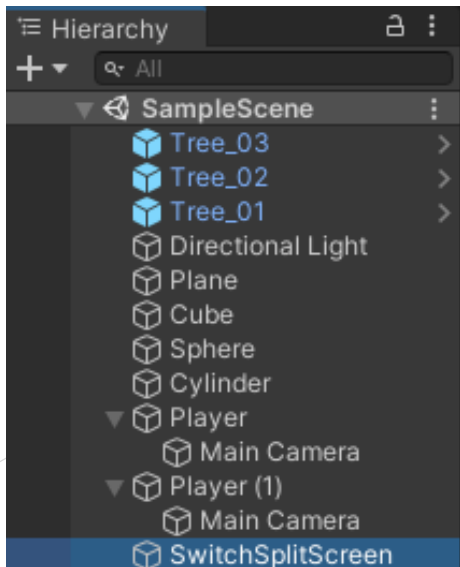 Hierarchy
All
SampleScene
Tree_03
Tree_02
Tree_01
Directional Light
Plane
Cube
Sphere
Cylinder
Player
Main Camera
Player (1)
Main Camera
SwitchSplitScreen